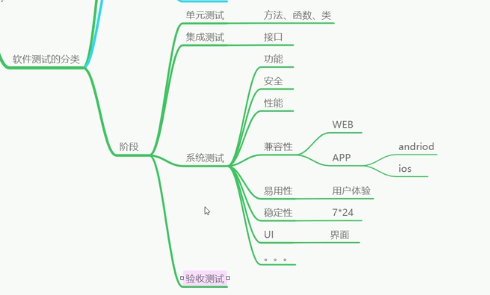 软件测试的分类
阶段
单元测试
方法、函数、类
集成测试
接口
系统测试
功能
安全
性能
兼容性
WEB
APP
andriod
ios
易用性
用户体验
稳定性
7*24
UI
界面
。。。
验收测试